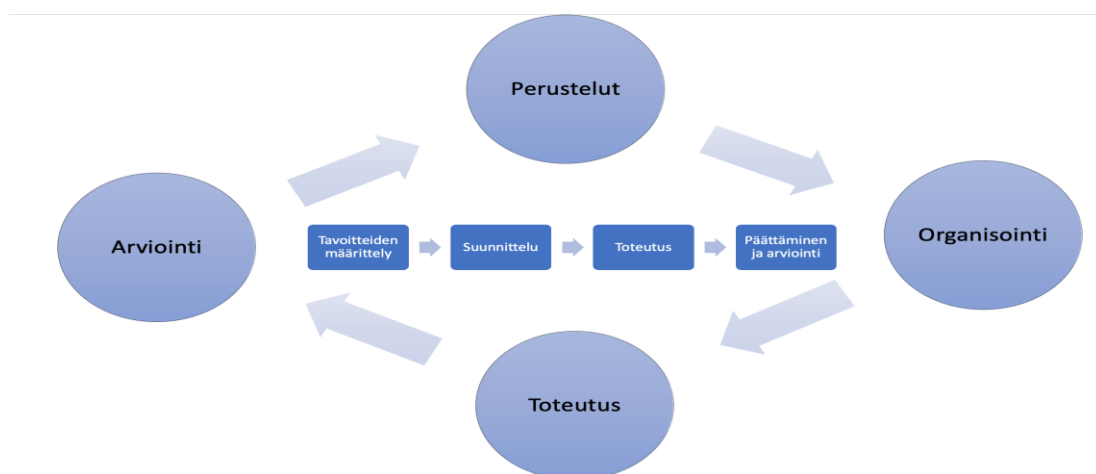 Perustelut
Arviointi
Tavoitteiden
määrittely
Suunnittelu
Toteutus
Päättäminen
ja arviointi
Organisointi
Toteutus